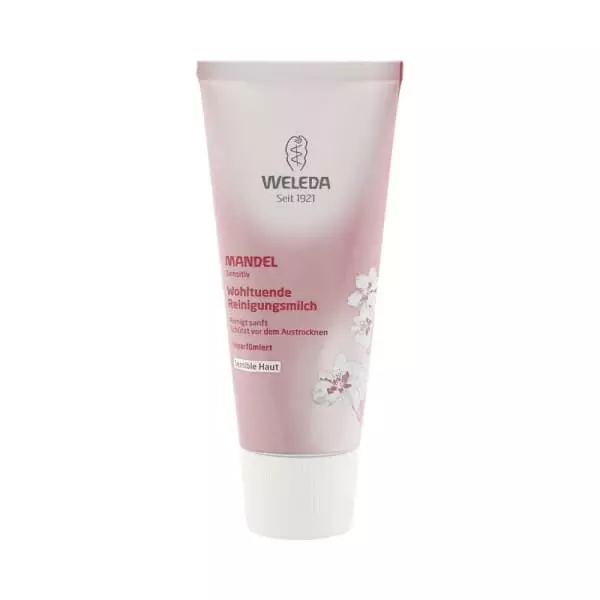 WELEDA
Seit 1921
MANDEL
Sensitiv
Wohltuende
Reinigungsmilch
Reinigt sanft
Schützt vor dem Austrocknen
Unparfümiert
Sensible Haut